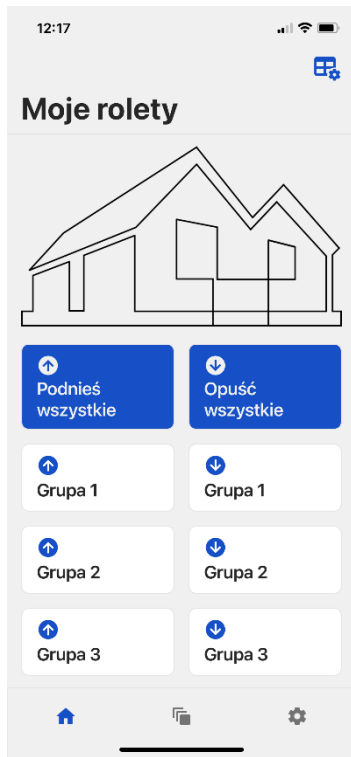 12:17
Moje rolety
Podnieś
wszystkie
Opuść
wszystkie
Grupa 1
Grupa 1
Grupa 2
Grupa 2
Grupa 3
Grupa 3